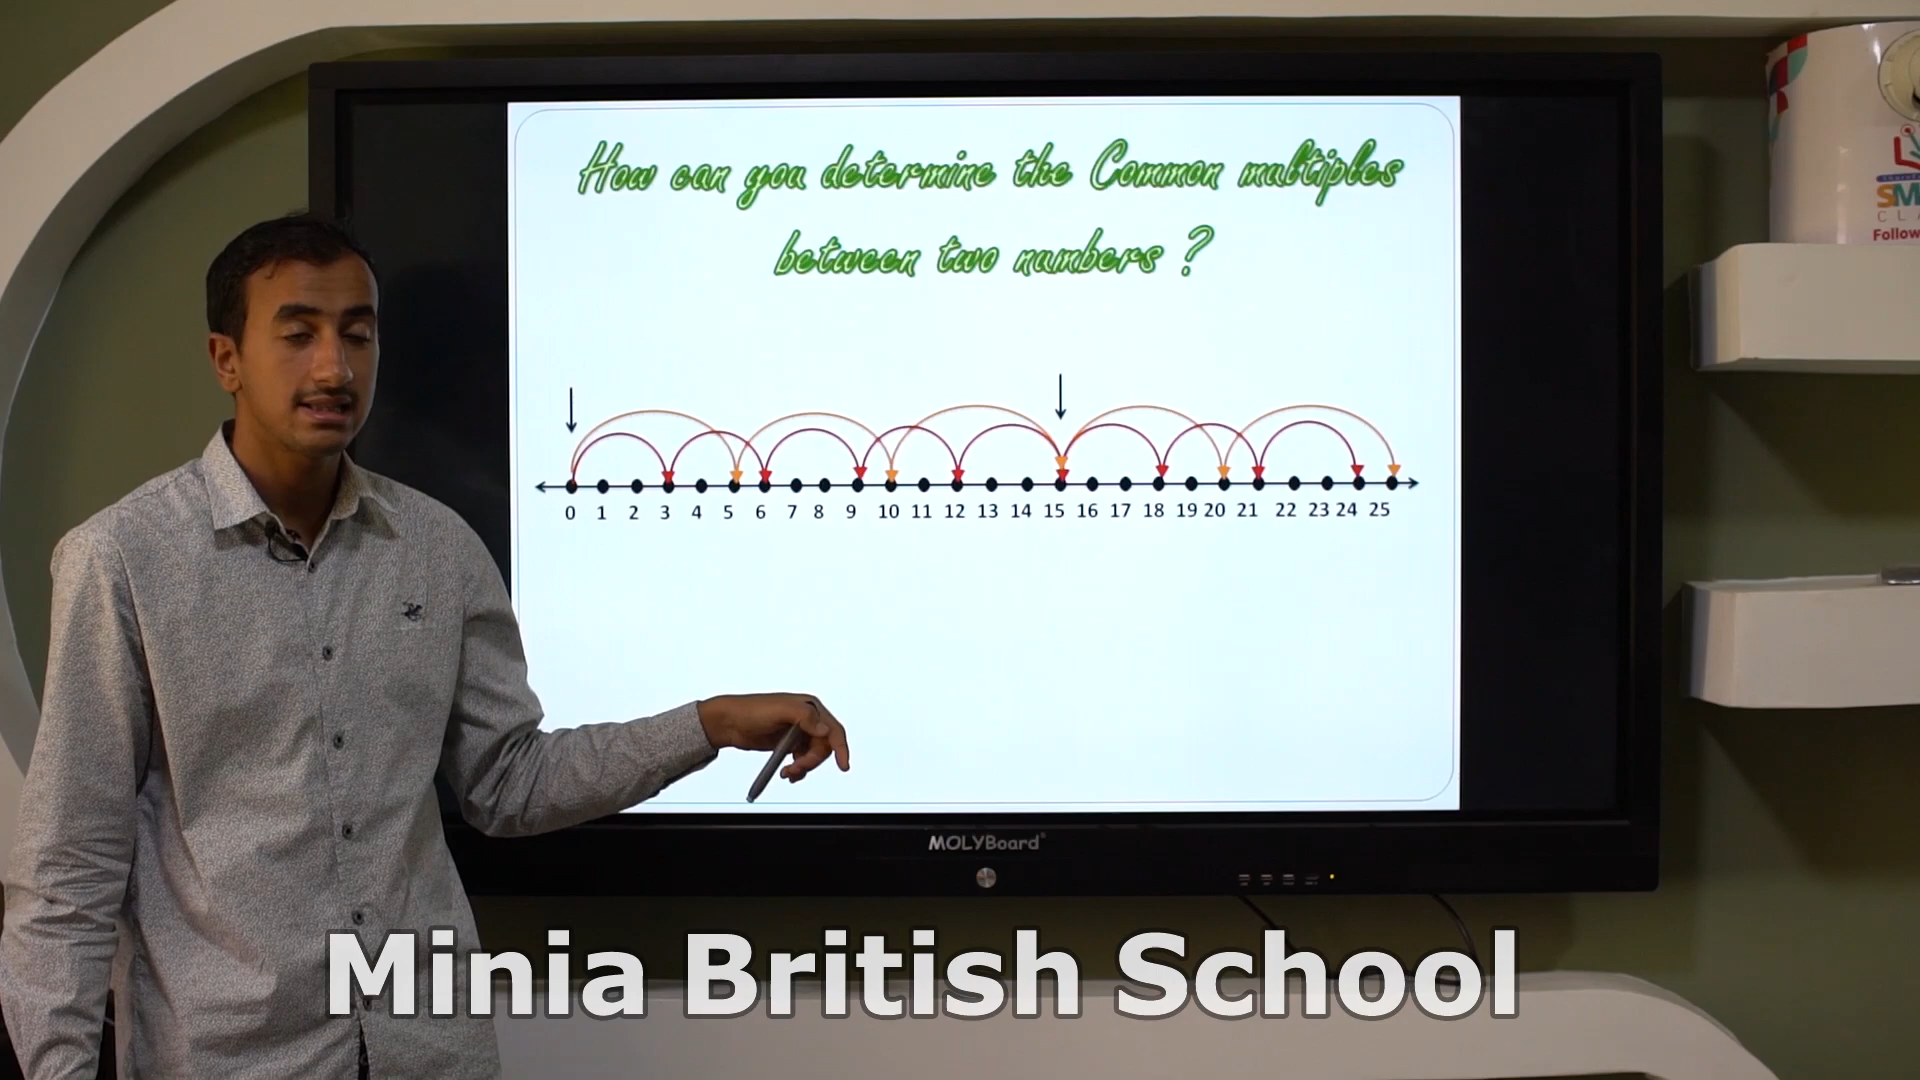 How can you determine the Common multiples
between two numbers ?
0 1 2 3 4 5 6 7 8 9 10 11 12 13 14 15 16 17 18 19 20 21 22 23 24 25
Follow
MOLYBoard
Minia British School